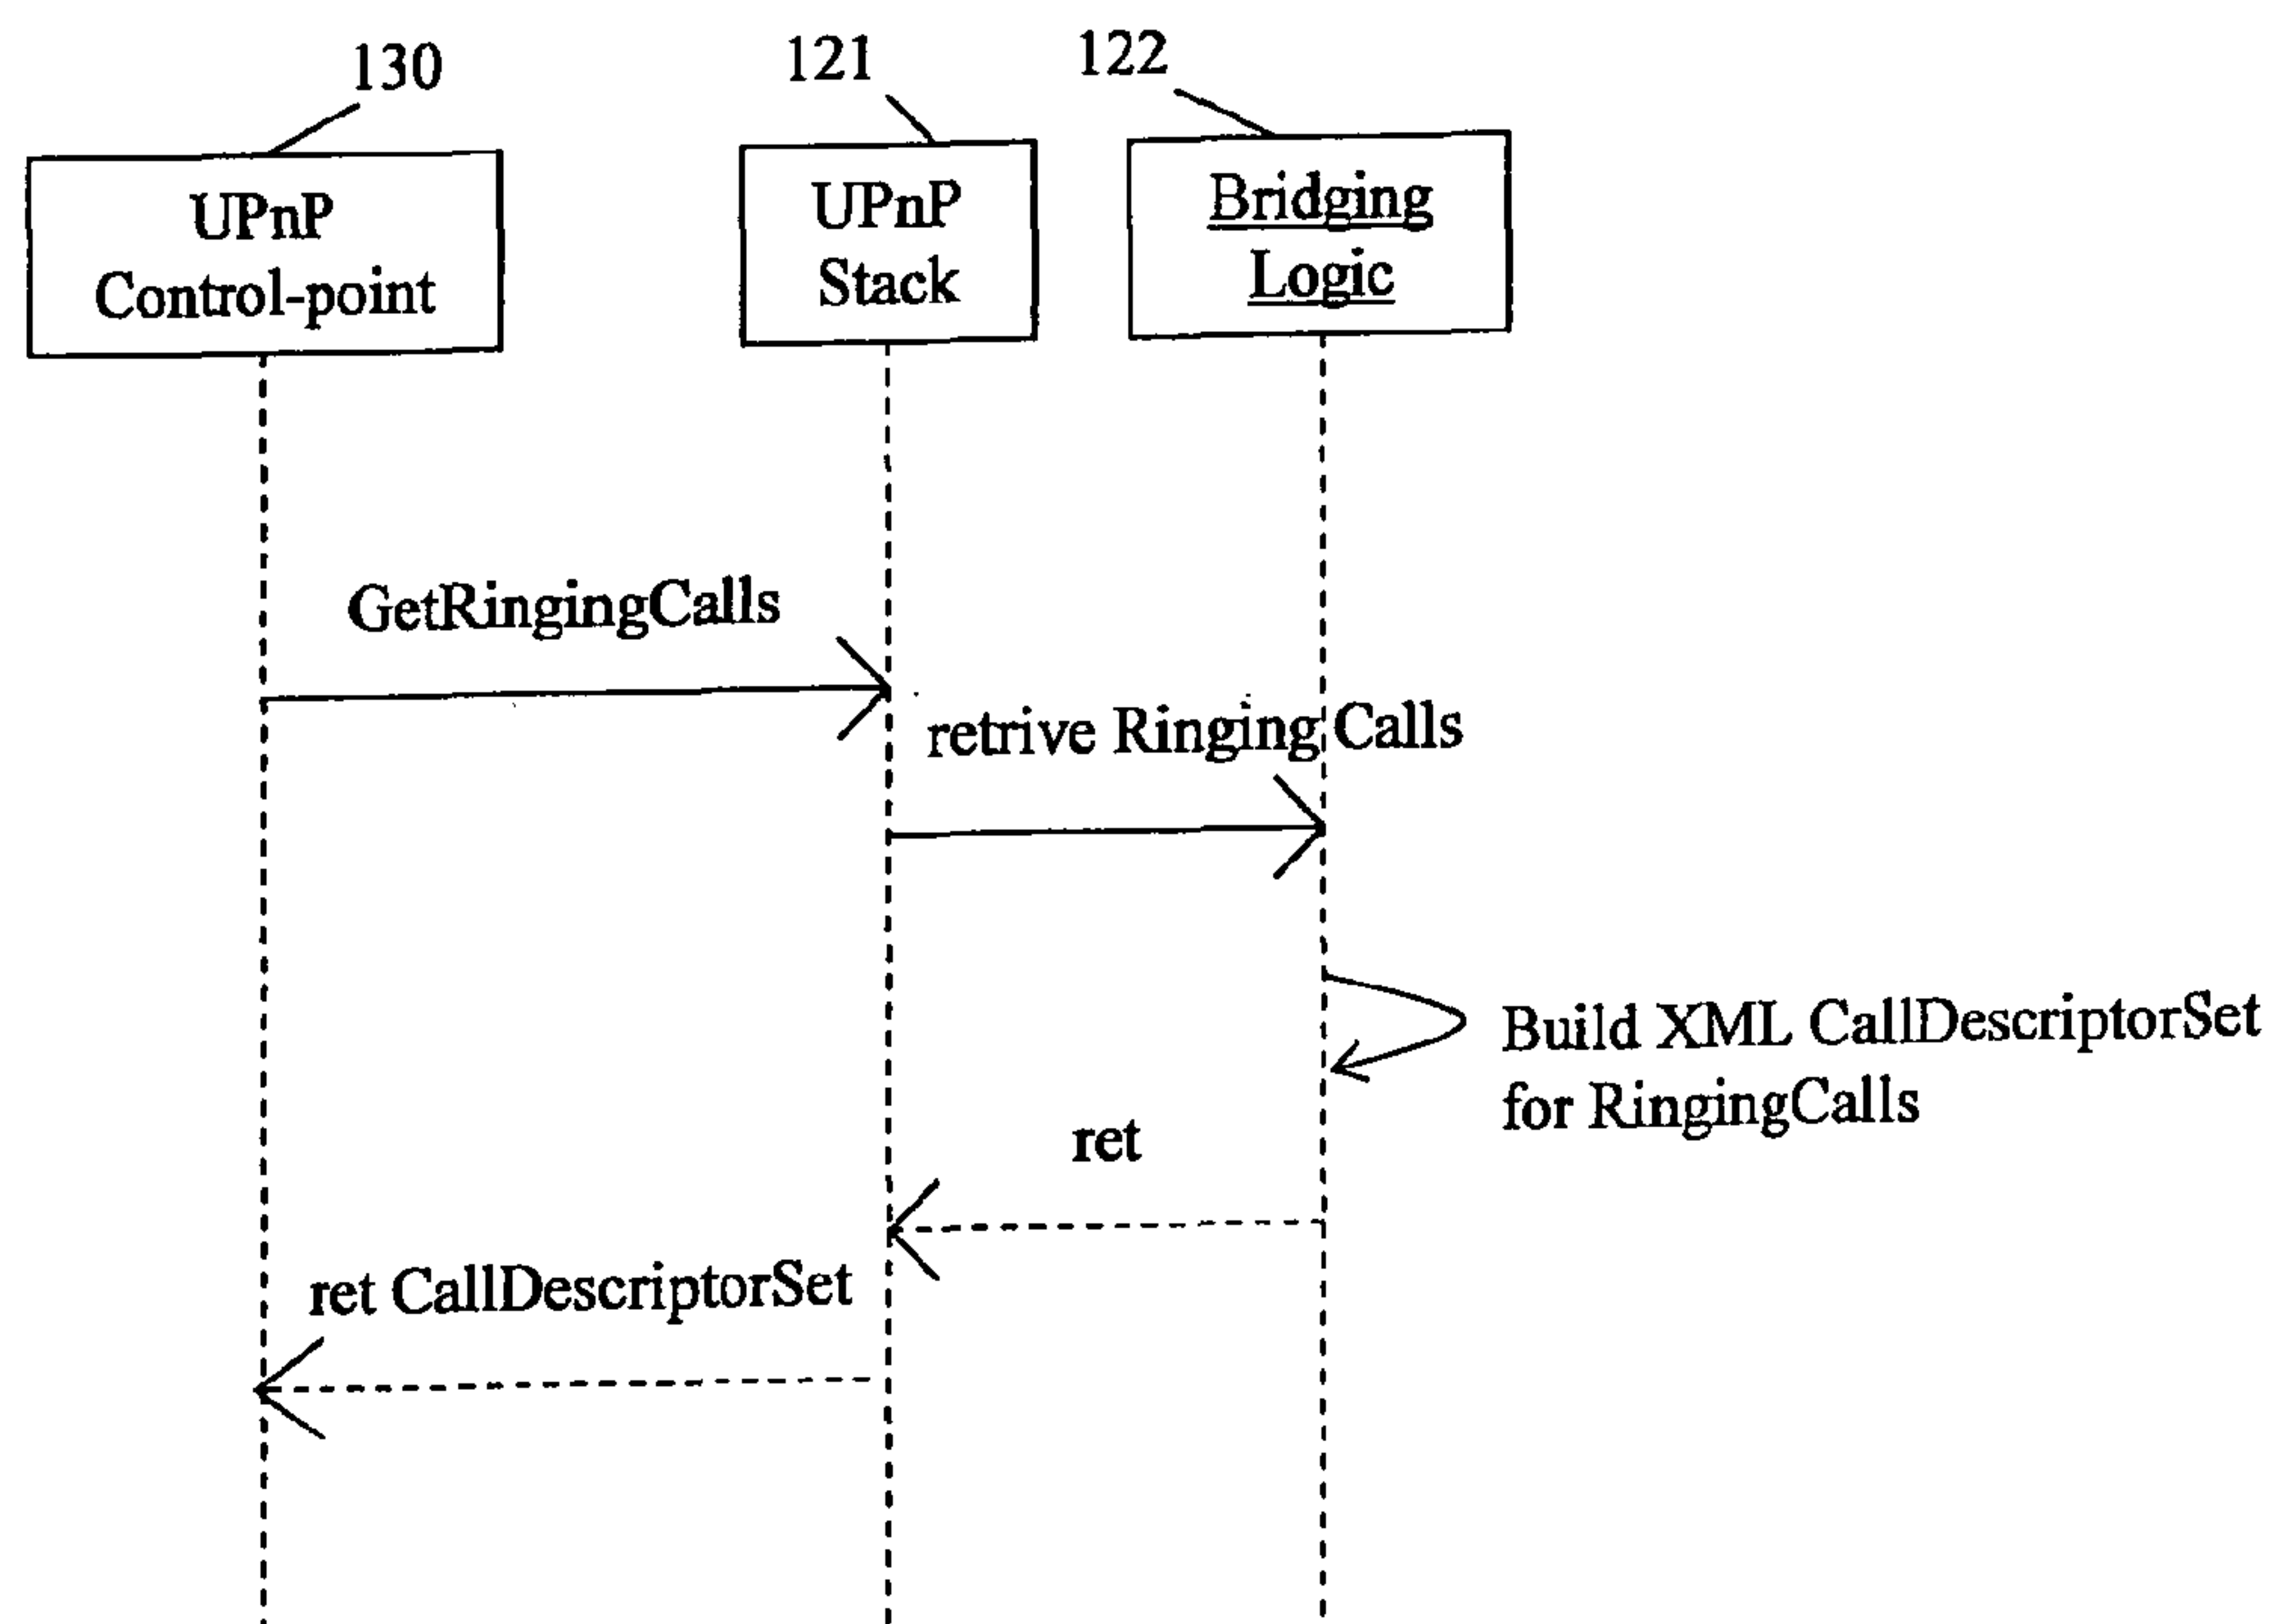 130
121
122
UPnP
Control-point
UPnP
Stack
Bridging
Logic
GetRingingCalls
retrive Ringing Calls
Build XML CallDescriptorSet
for RingingCalls
ret
ret CallDescriptorSet